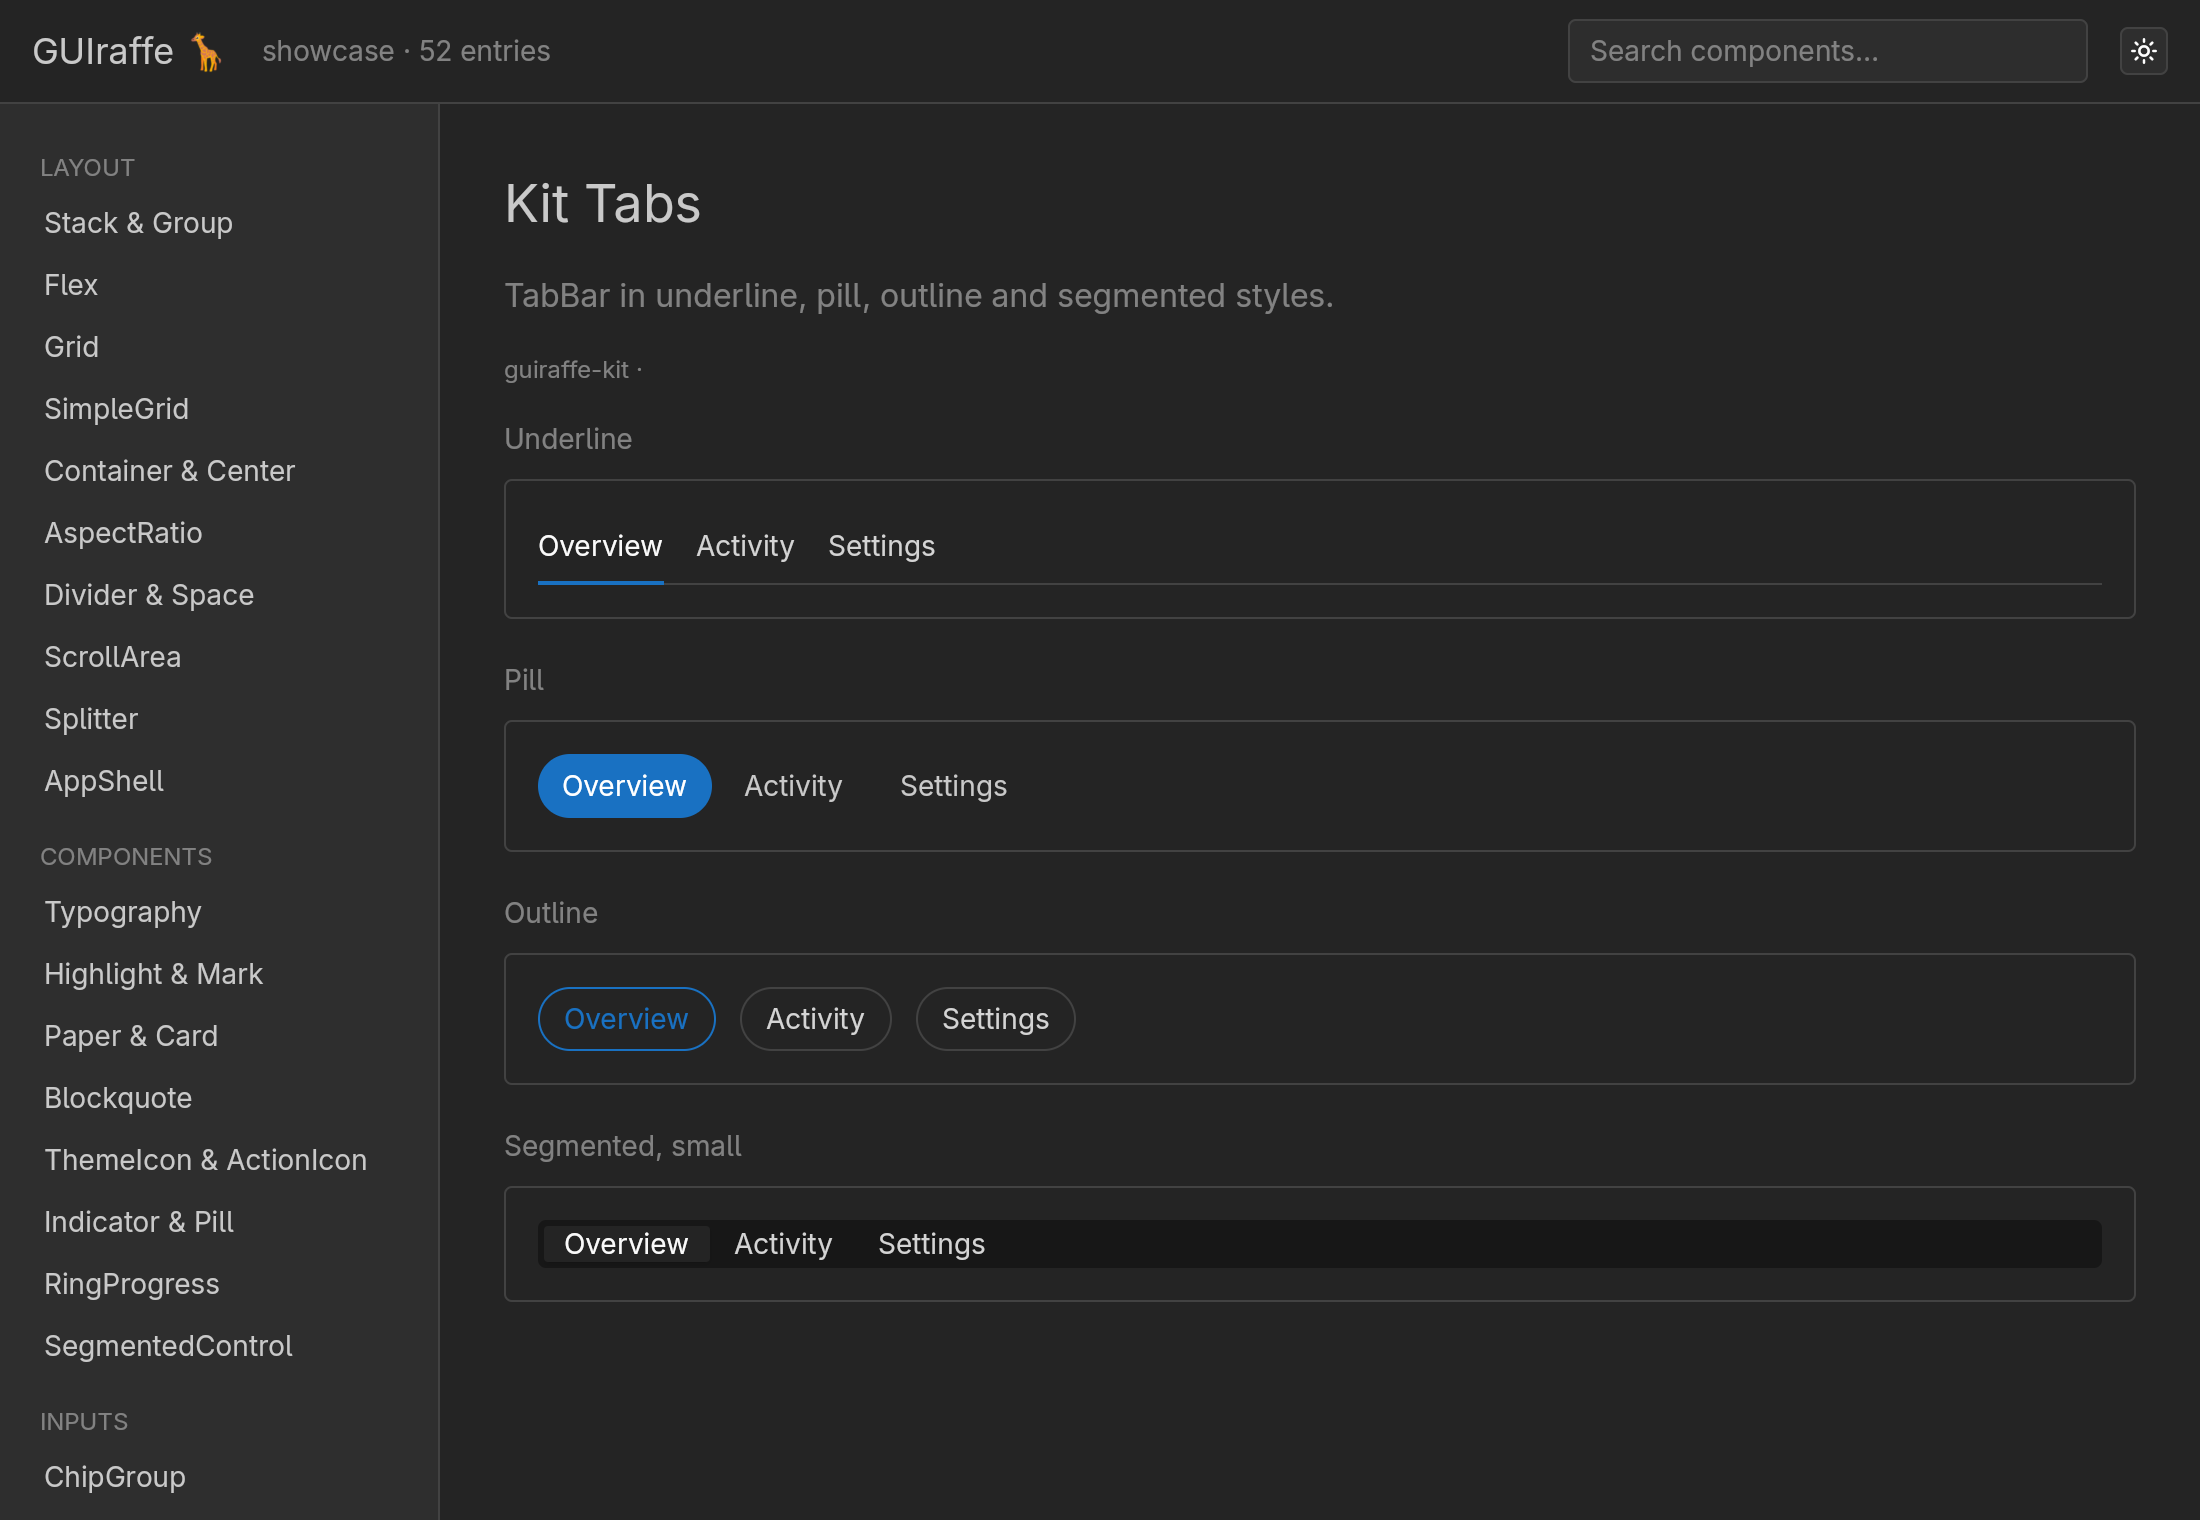 GUIraffe 🦒 showcase · 52 entries
Search components...
LAYOUT
Stack & Group
Flex
Grid
SimpleGrid
Container & Center
AspectRatio
Divider & Space
ScrollArea
Splitter
AppShell
COMPONENTS
Typography
Highlight & Mark
Paper & Card
Blockquote
ThemeIcon & ActionIcon
Indicator & Pill
RingProgress
SegmentedControl
INPUTS
ChipGroup
Kit Tabs
TabBar in underline, pill, outline and segmented styles.
guiraffe-kit ·
Underline
Overview Activity Settings
Pill
Overview Activity Settings
Outline
Overview Activity Settings
Segmented, small
Overview Activity Settings